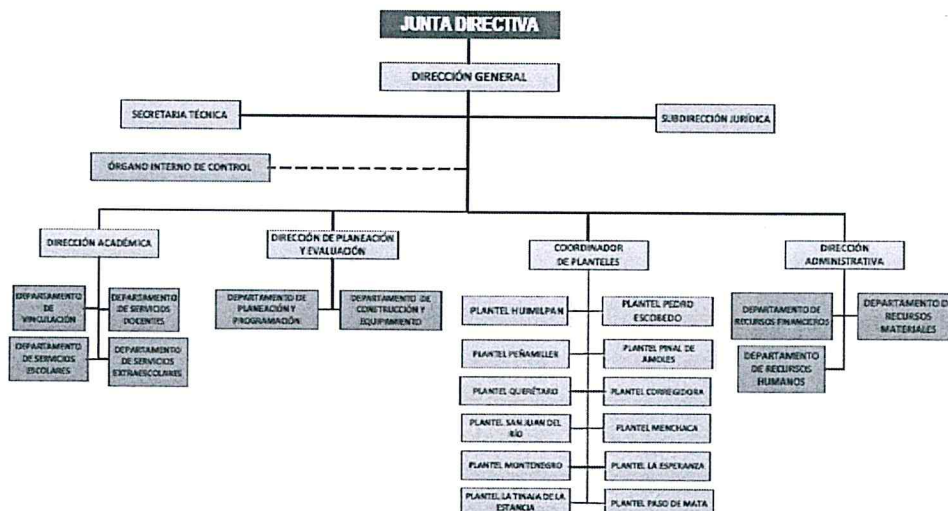 JUNTA DIRECTIVA
DIRECCIÓN GENERAL
SECRETARIA TÉCNICA
SUBDIRECCIÓN JURÍDICA
ÓRGANO INTERNO DE CONTROL
DIRECCIÓN ACADÉMICA
DIRECCIÓN DE PLANEACIÓN
Y EVALUACIÓN
COORDINADOR
DE PLANTELES
DIRECCIÓN
ADMINISTRATIVA
DEPARTAMENTO
DE
VINCULACIÓN
DEPARTAMENTO
DE SERVICIOS
DOCENTES
DEPARTAMENTO
DE SERVICIOS
ESCOLARES
DEPARTAMENTO
DE SERVICIOS
EXTRAESCOLARES
DEPARTAMENTO DE
PLANEACIÓN Y
PROGRAMACIÓN
DEPARTAMENTO DE
CONSTRUCCIÓN Y
EQUIPAMIENTO
PLANTEL HUIMILPAN
PLANTEL PEDRO
ESCOBEDO
PLANTEL PEÑAMILLER
PLANTEL PINAL DE
AMOLES
PLANTEL QUERÉTARO
PLANTEL CORREGIDORA
PLANTEL SAN JUAN DEL
RÍO
PLANTEL MENCHACA
PLANTEL MONTENEGRO
PLANTEL LA ESPERANZA
PLANTEL LA TINAJA DE LA
ESTANCIA
PLANTEL PASO DE MATA
DEPARTAMENTO DE
RECURSOS FINANCIEROS
DEPARTAMENTO DE
RECURSOS
MATERIALES
DEPARTAMENTO
DE RECURSOS
HUMANOS